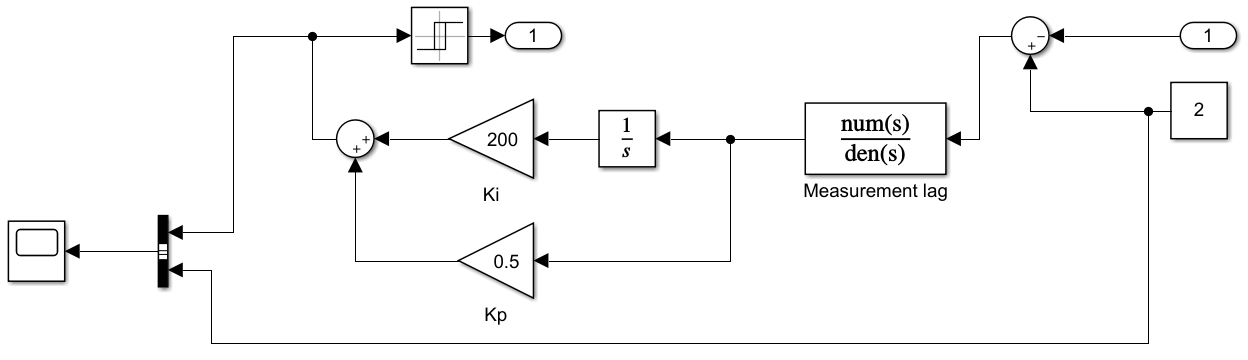 1
−
+
1
2
200
+
+
1
s
num(s)
den(s)
Ki
Measurement lag
0.5
Kp